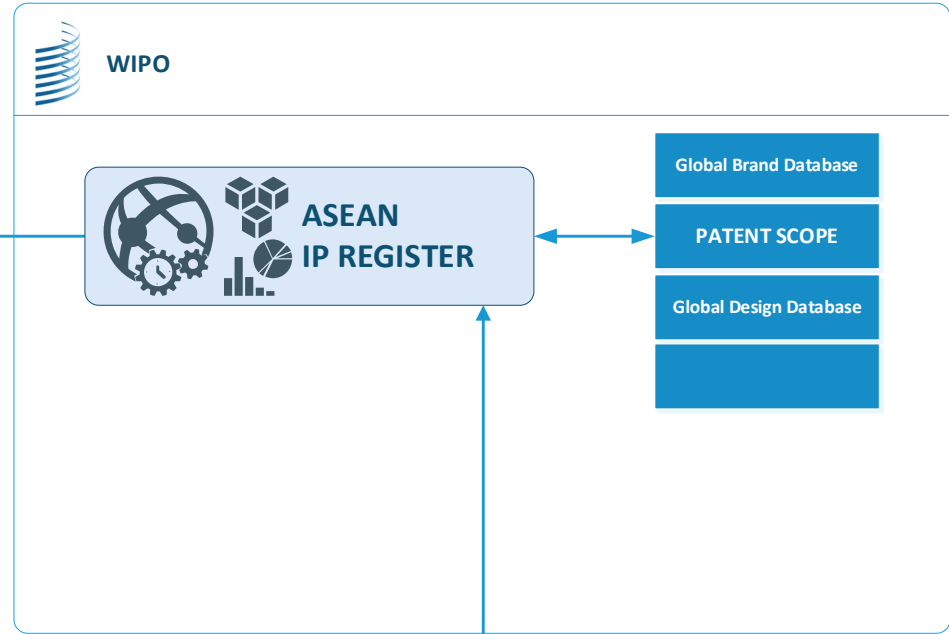 WIPO
ASEAN
IP REGISTER
Global Brand Database
PATENT SCOPE
Global Design Database